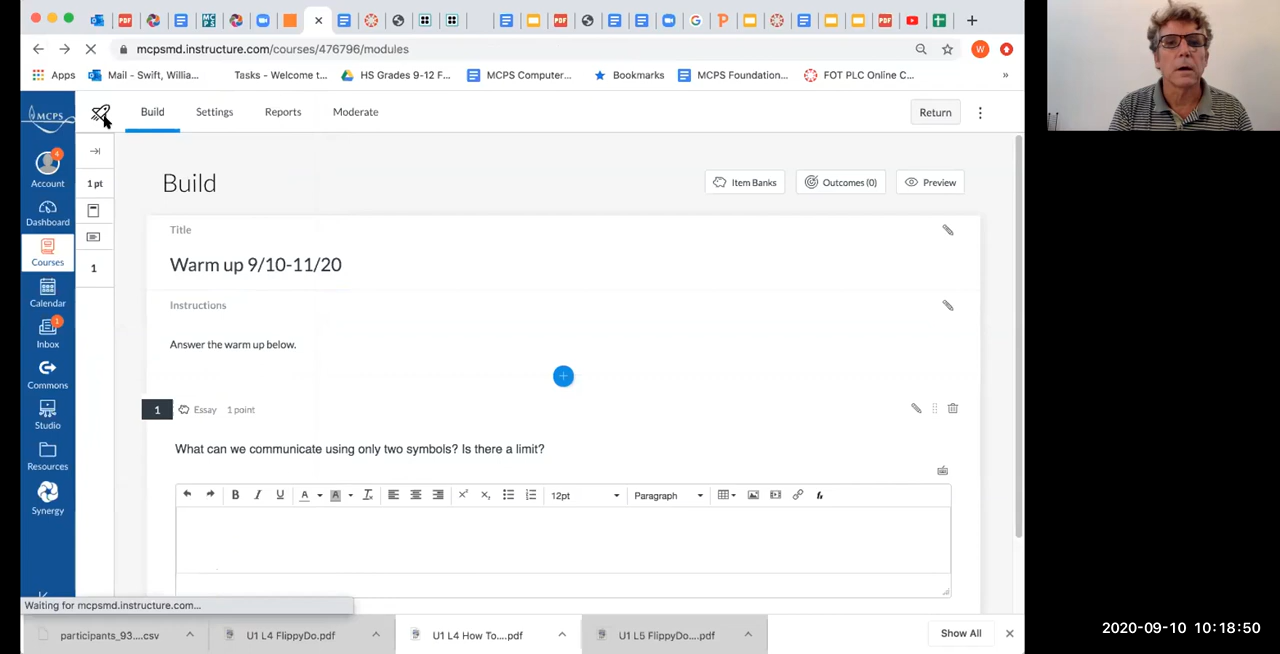 mcpsmd.instructure.com/courses/476796/modules
W
Apps Mail - Swift, Willia... Tasks - Welcome t... HS Grades 9-12 F... MCPS Computer... Bookmarks MCPS Foundation... FOT PLC Online C... »
MCPS
Build Settings Reports Moderate Return
4
Account
1 pt
Dashboard
Courses
1
Calendar
1
Inbox
Commons
Studio
Resources
Synergy
Build
Item Banks Outcomes (0) Preview
Title
Warm up 9/10-11/20
Instructions
Answer the warm up below.
1 Essay 1 point
What can we communicate using only two symbols? Is there a limit?
B I U A A 12pt Paragraph
Waiting for mcpsmd.instructure.com...
participants_93....csv U1 L4 FlippyDo.pdf U1 L4 How To....pdf U1 L5 FlippyDo....pdf Show All
2020-09-10 10:18:50